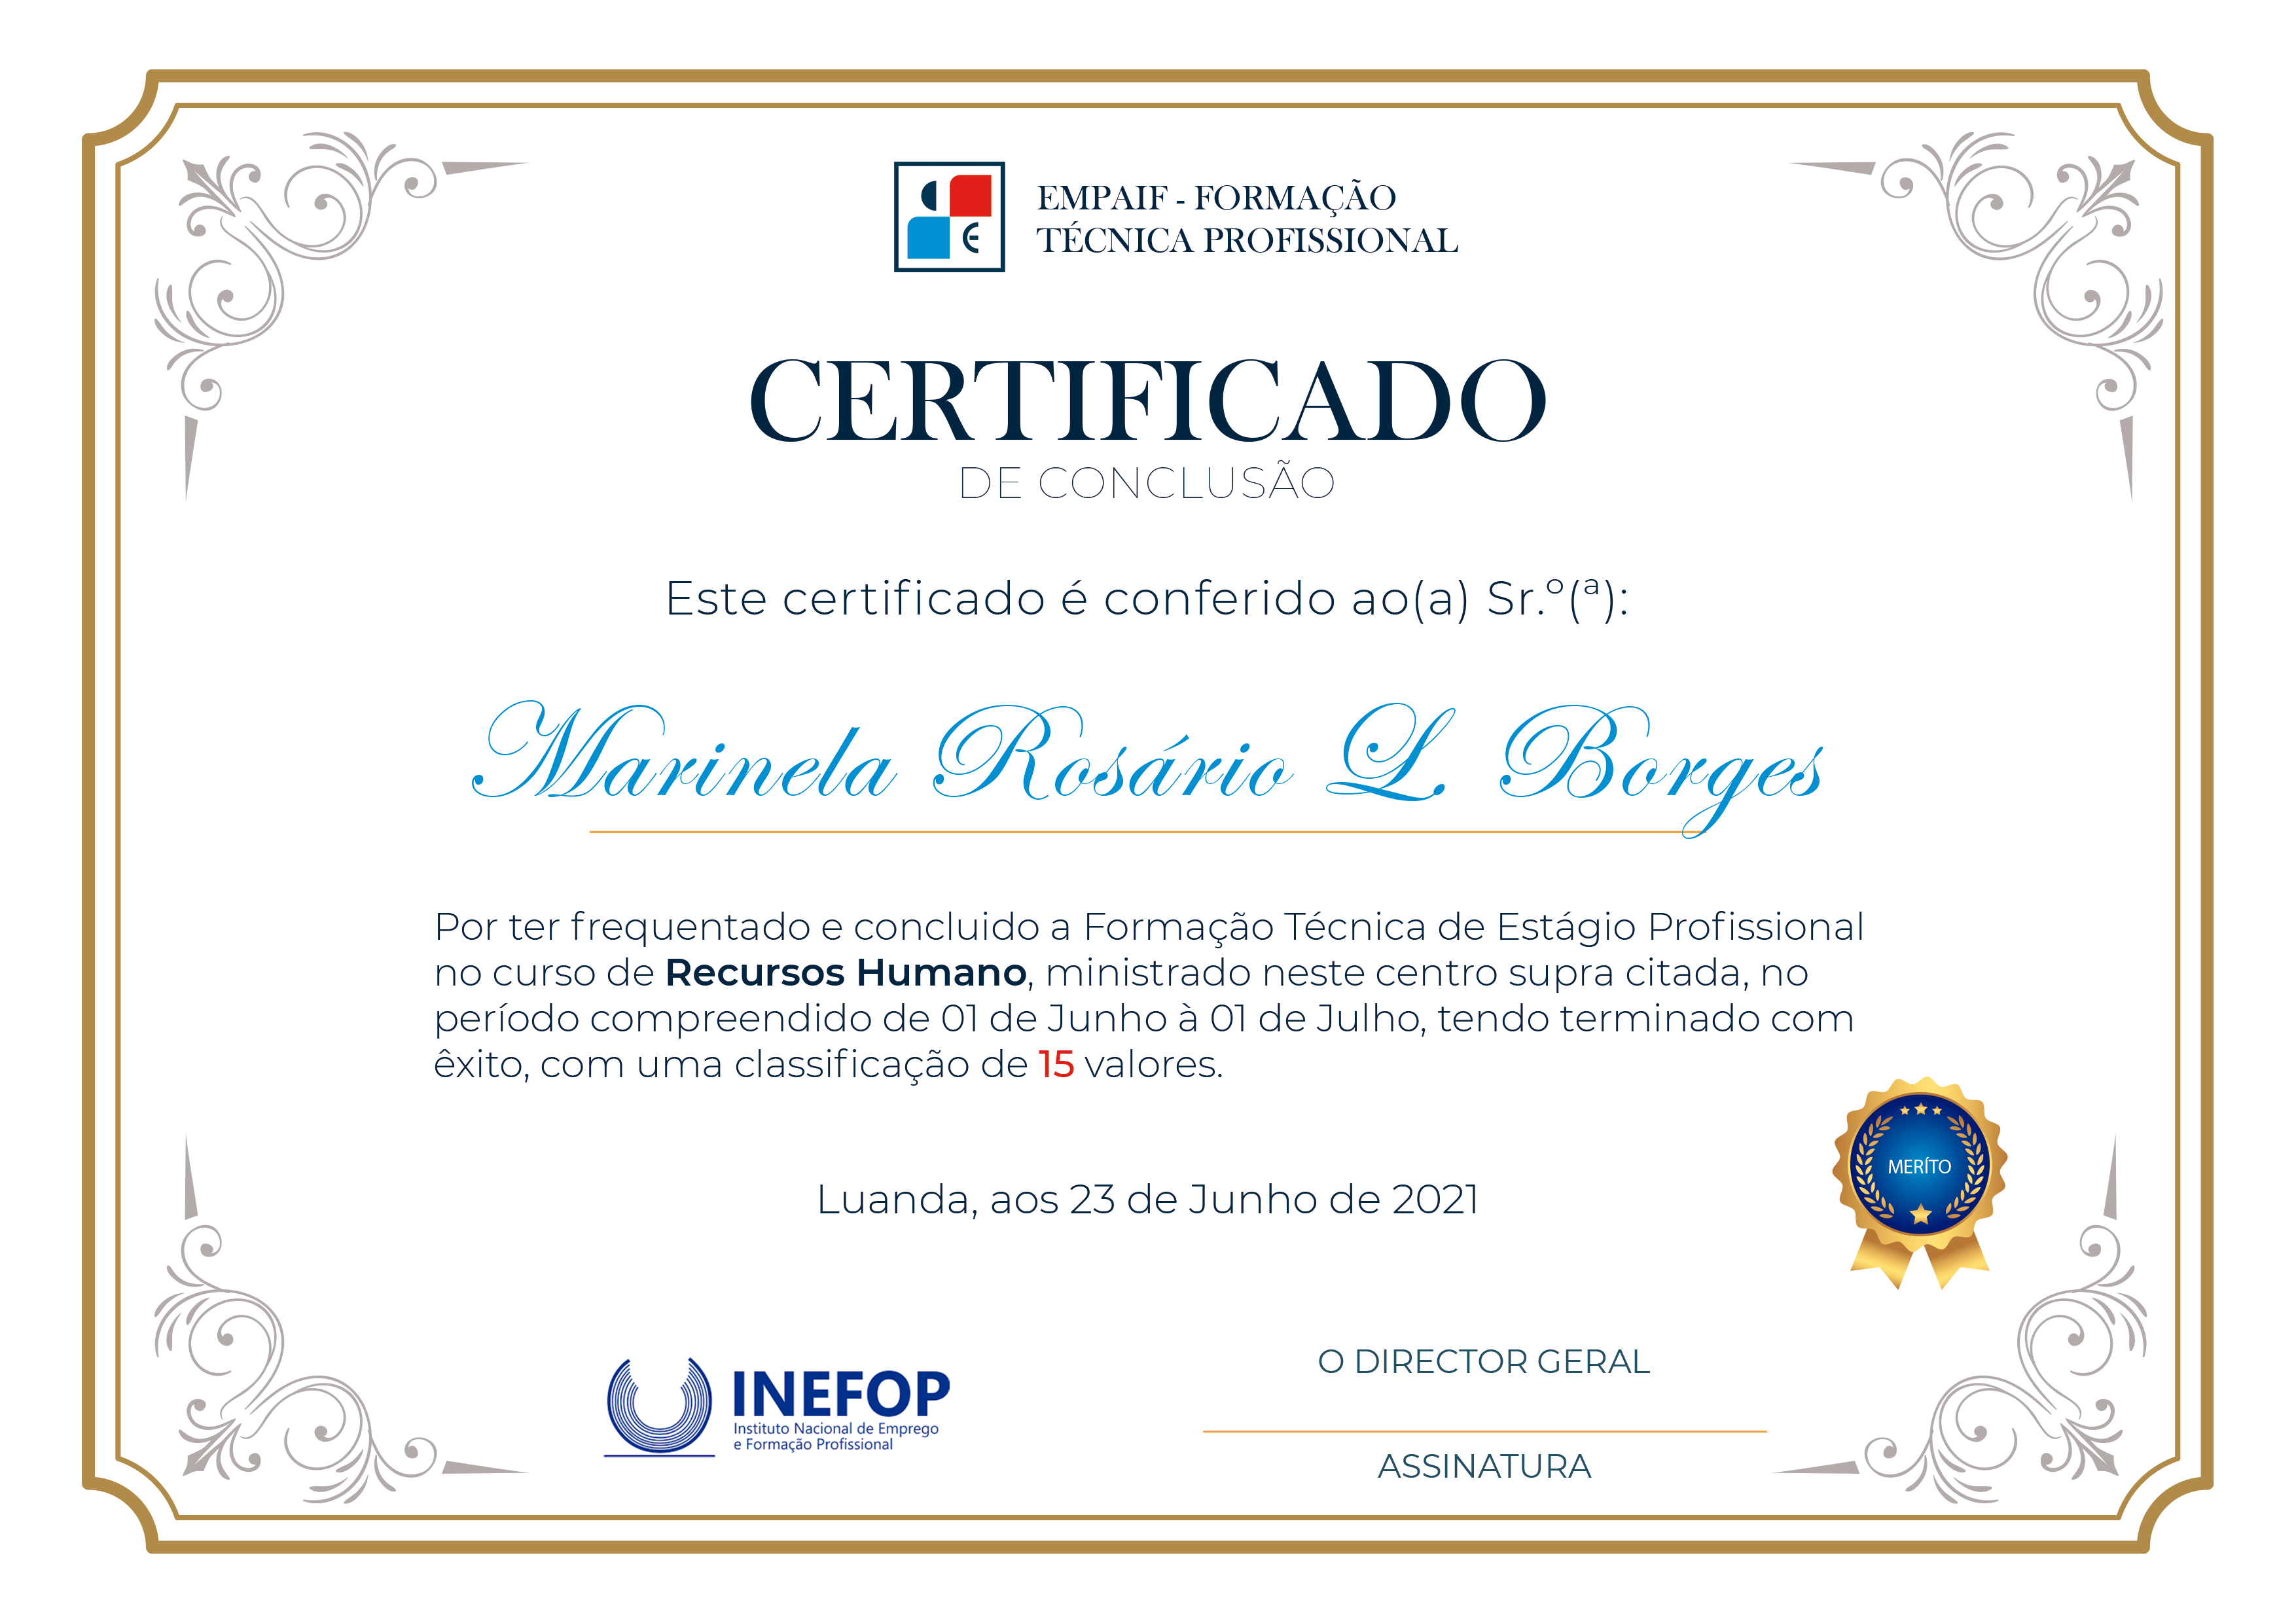 EMPAIF - FORMAÇÃO
TÉCNICA PROFISSIONAL
CERTIFICADO
DE CONCLUSÃO
Este certificado é conferido ao(a) Sr.º(ª):
Marinela Rosário L. Borges
Por ter frequentado e concluido a Formação Técnica de Estágio Profissional
no curso de Recursos Humano, ministrado neste centro supra citada, no
período compreendido de 01 de Junho à 01 de Julho, tendo terminado com
êxito, com uma classificação de 15 valores.
MERÍTO
Luanda, aos 23 de Junho de 2021
INEFOP
Instituto Nacional de Emprego
e Formação Profissional
O DIRECTOR GERAL
ASSINATURA